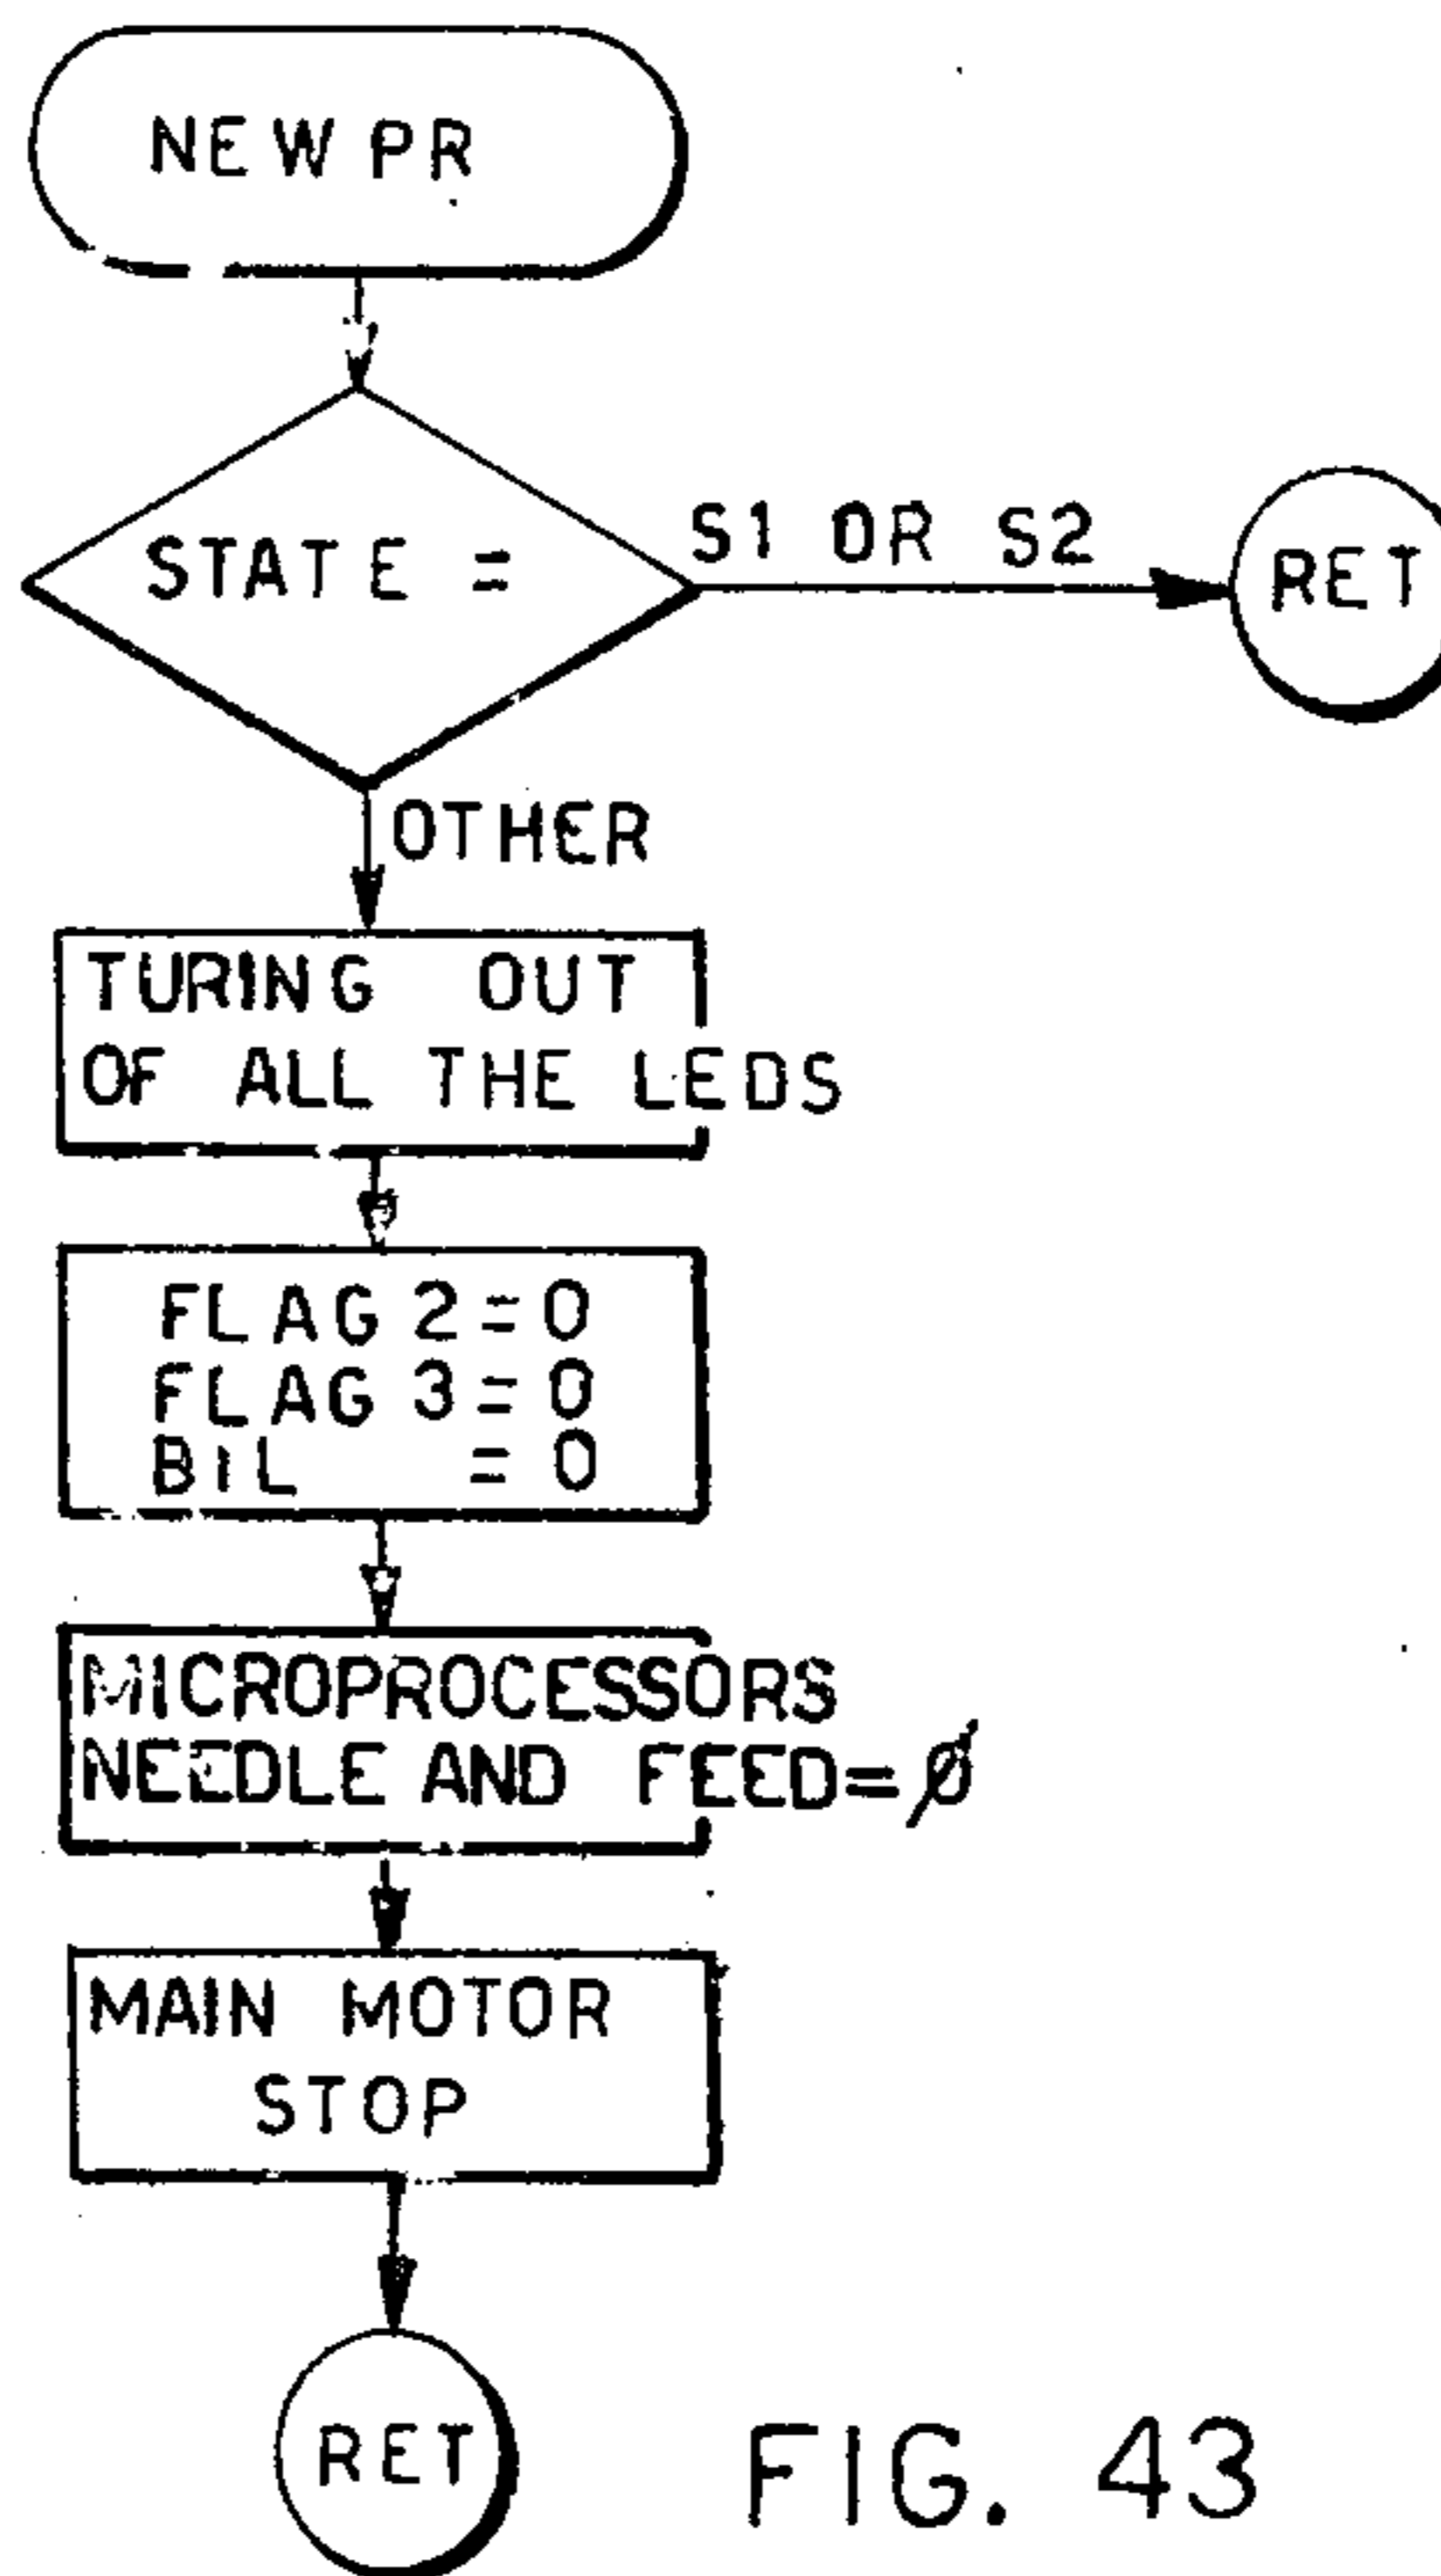 NEW PR
STATE =
S1 OR S2
RET
OTHER
TURING OUT
OF ALL THE LEDS
FLAG 2 = 0
FLAG 3 = 0
BIL = 0
MICROPROCESSORS
NEEDLE AND FEED=Ø
MAIN MOTOR
STOP
RET
FIG. 43